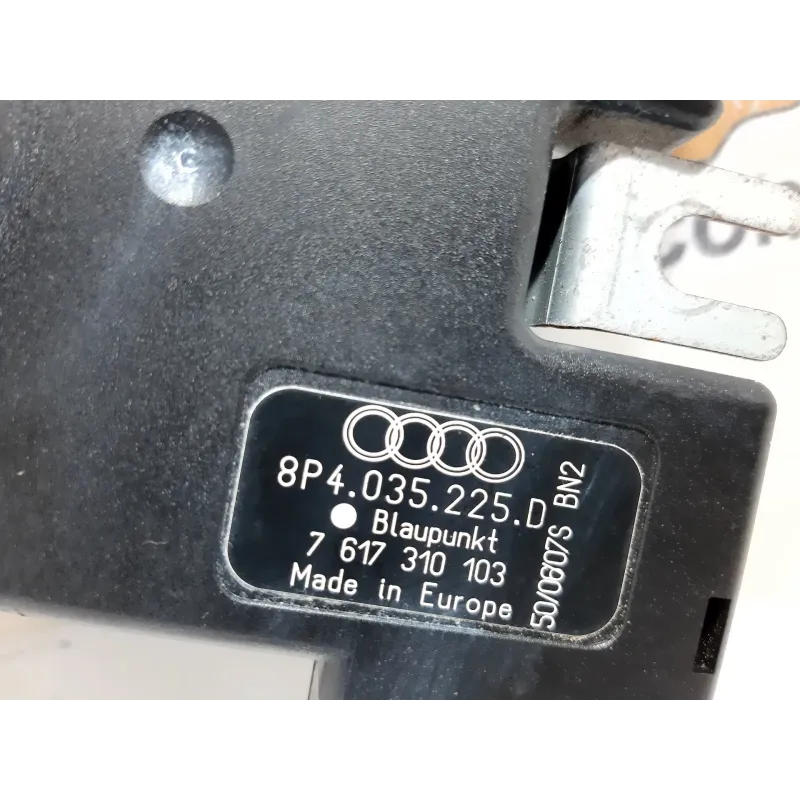 8P4.035.225.D
Blaupunkt
7 617 310 103
Made in Europe
50/06/07S BN2